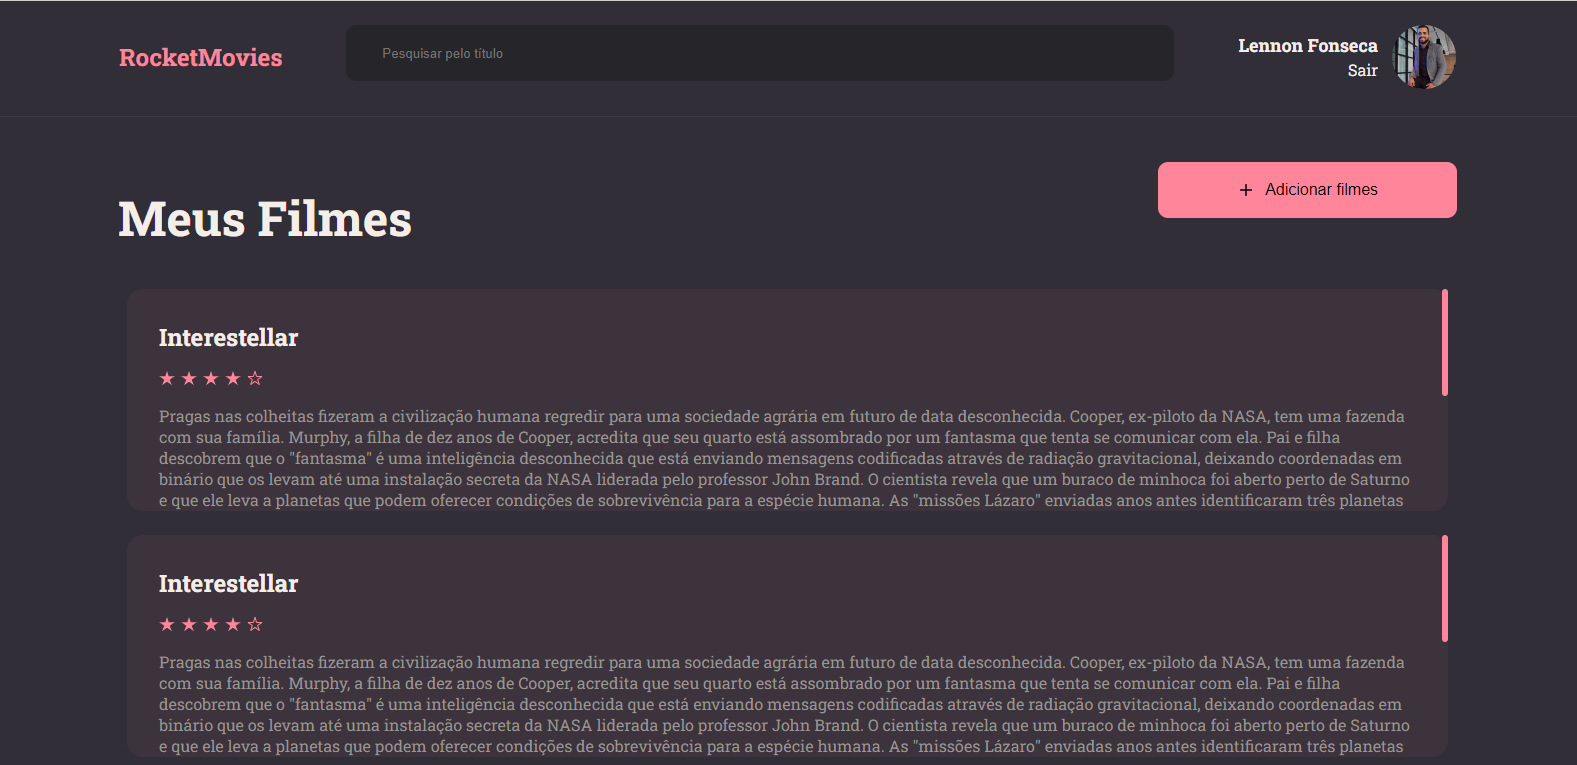 RocketMovies
Pesquisar pelo título
Lennon Fonseca
Sair
Meus Filmes
+ Adicionar filmes
Interestellar
★ ★ ★ ★ ☆
Pragas nas colheitas fizeram a civilização humana regredir para uma sociedade agrária em futuro de data desconhecida. Cooper, ex-piloto da NASA, tem uma fazenda
com sua família. Murphy, a filha de dez anos de Cooper, acredita que seu quarto está assombrado por um fantasma que tenta se comunicar com ela. Pai e filha
descobrem que o "fantasma" é uma inteligência desconhecida que está enviando mensagens codificadas através de radiação gravitacional, deixando coordenadas em
binário que os levam até uma instalação secreta da NASA liderada pelo professor John Brand. O cientista revela que um buraco de minhoca foi aberto perto de Saturno
e que ele leva a planetas que podem oferecer condições de sobrevivência para a espécie humana. As "missões Lázaro" enviadas anos antes identificaram três planetas
Interestellar
★ ★ ★ ★ ☆
Pragas nas colheitas fizeram a civilização humana regredir para uma sociedade agrária em futuro de data desconhecida. Cooper, ex-piloto da NASA, tem uma fazenda
com sua família. Murphy, a filha de dez anos de Cooper, acredita que seu quarto está assombrado por um fantasma que tenta se comunicar com ela. Pai e filha
descobrem que o "fantasma" é uma inteligência desconhecida que está enviando mensagens codificadas através de radiação gravitacional, deixando coordenadas em
binário que os levam até uma instalação secreta da NASA liderada pelo professor John Brand. O cientista revela que um buraco de minhoca foi aberto perto de Saturno
e que ele leva a planetas que podem oferecer condições de sobrevivência para a espécie humana. As "missões Lázaro" enviadas anos antes identificaram três planetas